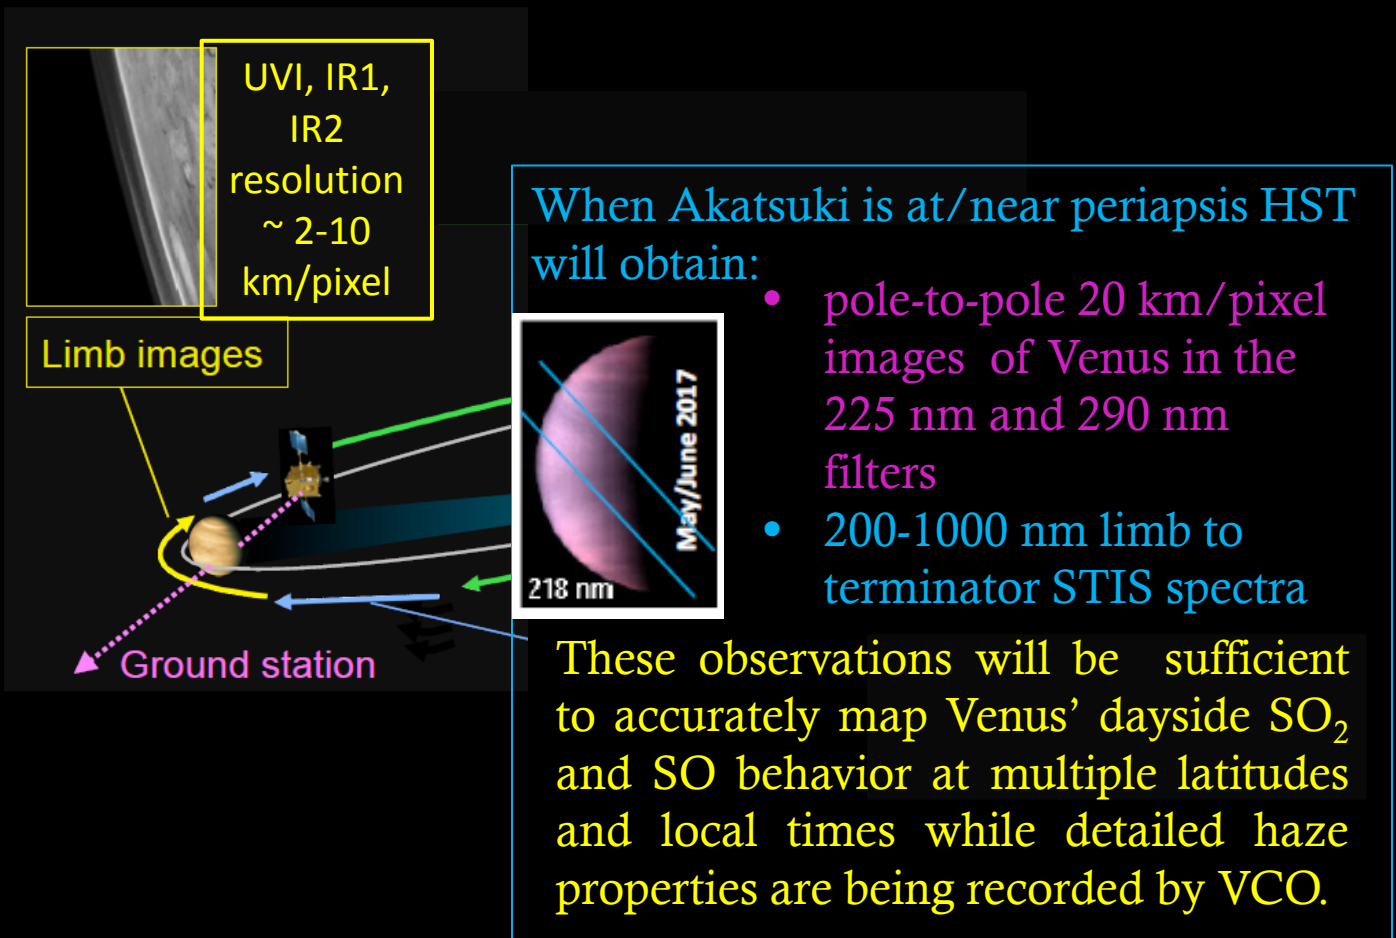 UVI, IR1,
IR2
resolution
~ 2-10
km/pixel
Limb images
Ground station
When Akatsuki is at/near periapsis HST
will obtain:
• pole-to-pole 20 km/pixel
images of Venus in the
225 nm and 290 nm
filters
• 200-1000 nm limb to
terminator STIS spectra
May/June 2017
218 nm
These observations will be sufficient
to accurately map Venus’ dayside SO₂
and SO behavior at multiple latitudes
and local times while detailed haze
properties are being recorded by VCO.